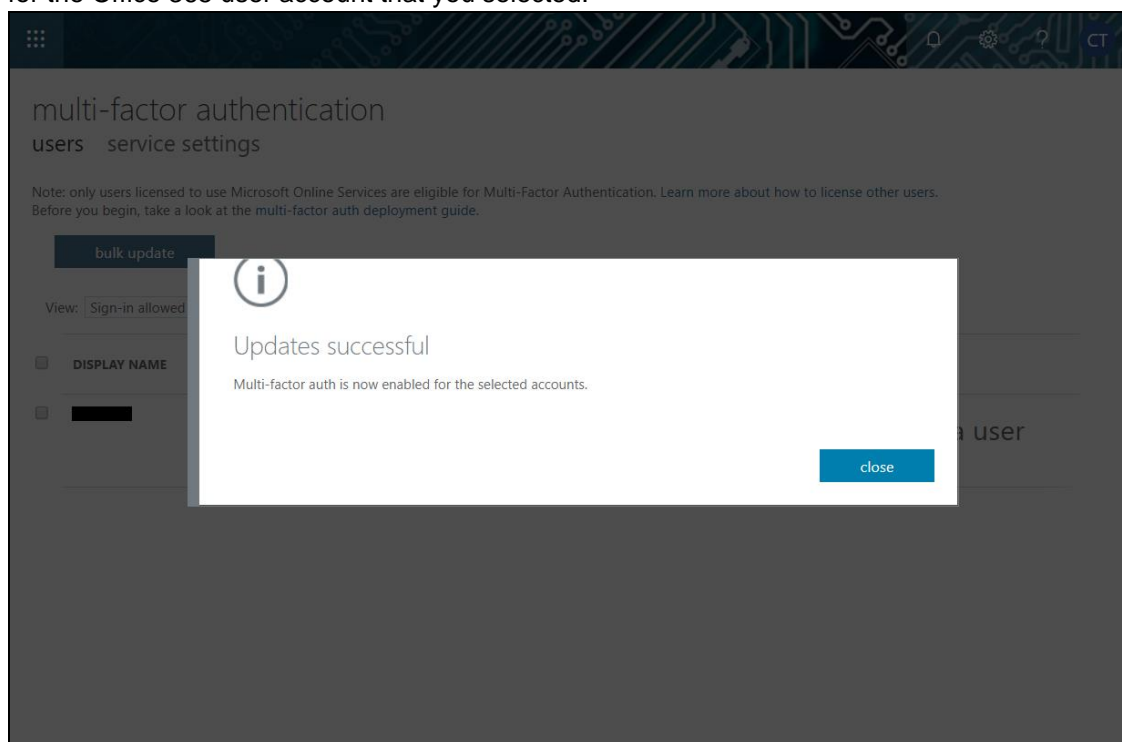 for the Office 365 user account that you selected.
CT
multi-factor authentication
users service settings
Note: only users licensed to use Microsoft Online Services are eligible for Multi-Factor Authentication. Learn more about how to license other users.
Before you begin, take a look at the multi-factor auth deployment guide.
bulk update
View: Sign-in allowed
DISPLAY NAME
Updates successful
Multi-factor auth is now enabled for the selected accounts.
a user
close